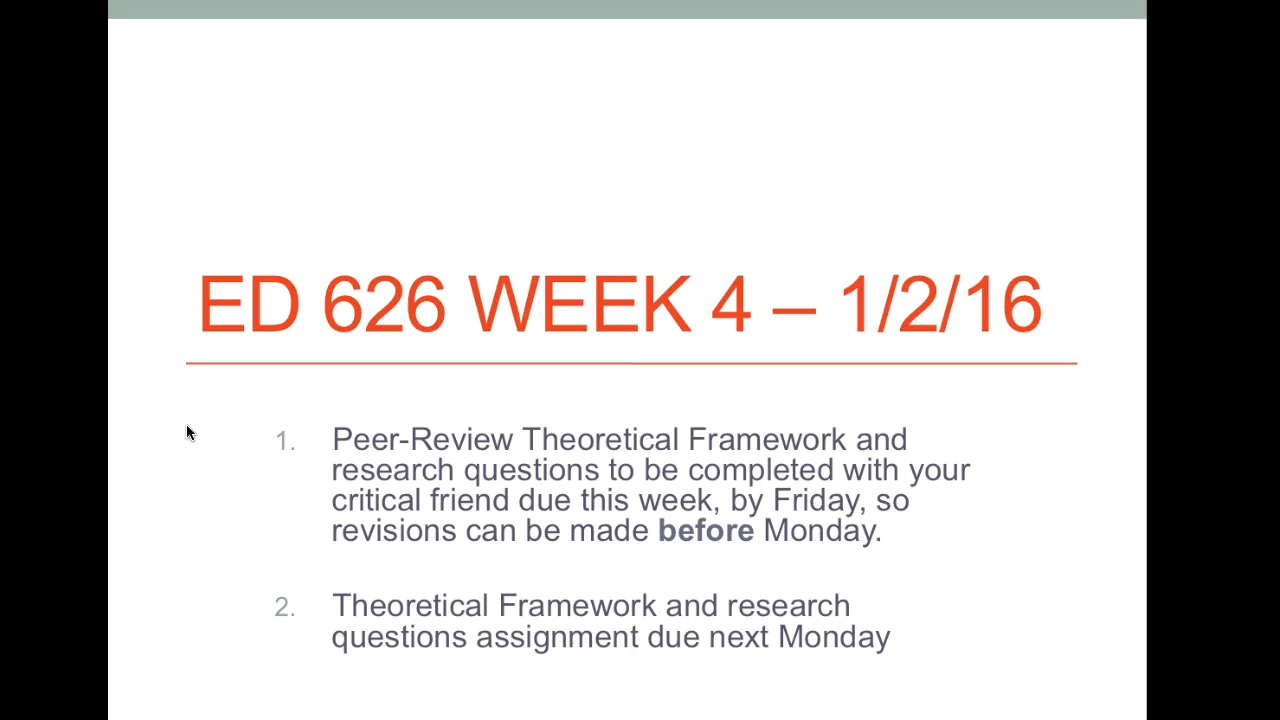 ED 626 WEEK 4 – 1/2/16
1. Peer-Review Theoretical Framework and
research questions to be completed with your
critical friend due this week, by Friday, so
revisions can be made before Monday.
2. Theoretical Framework and research
questions assignment due next Monday